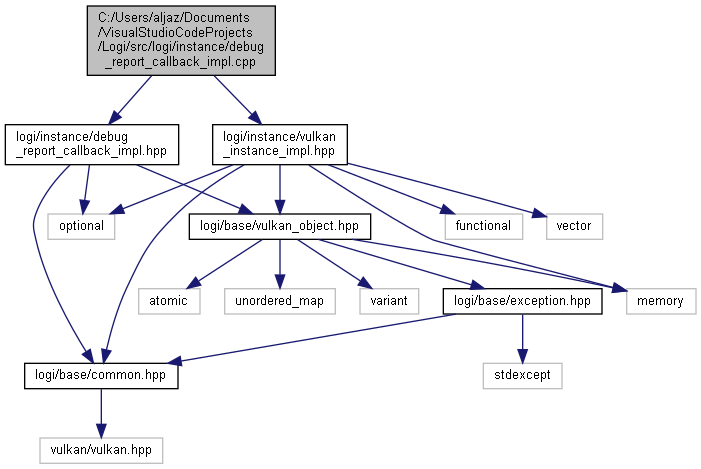 C:/Users/aljaz/Documents
/VisualStudioCodeProjects
/Logi/src/logi/instance/debug
_report_callback_impl.cpp
logi/instance/debug
_report_callback_impl.hpp
logi/instance/vulkan
_instance_impl.hpp
optional
logi/base/vulkan_object.hpp
functional
vector
atomic
unordered_map
variant
logi/base/exception.hpp
memory
logi/base/common.hpp
stdexcept
vulkan/vulkan.hpp